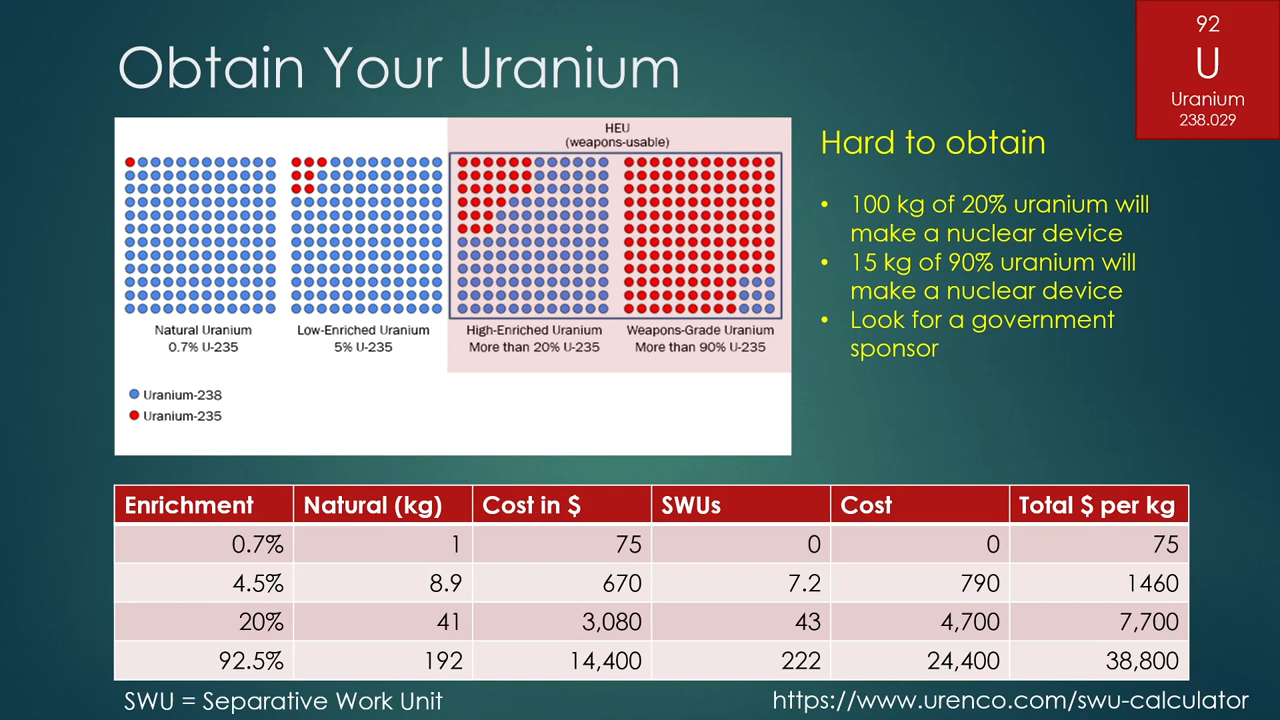 Obtain Your Uranium
92
U
Uranium
238.029
HEU
(weapons-usable)
Natural Uranium
0.7% U-235
Low-Enriched Uranium
5% U-235
High-Enriched Uranium
More than 20% U-235
Weapons-Grade Uranium
More than 90% U-235
Uranium-238
Uranium-235
Hard to obtain
• 100 kg of 20% uranium will
make a nuclear device
• 15 kg of 90% uranium will
make a nuclear device
• Look for a government
sponsor
Enrichment Natural (kg) Cost in $ SWUs Cost Total $ per kg
0.7% 1 75 0 0 75
4.5% 8.9 670 7.2 790 1460
20% 41 3,080 43 4,700 7,700
92.5% 192 14,400 222 24,400 38,800
SWU = Separative Work Unit
https://www.urenco.com/swu-calculator